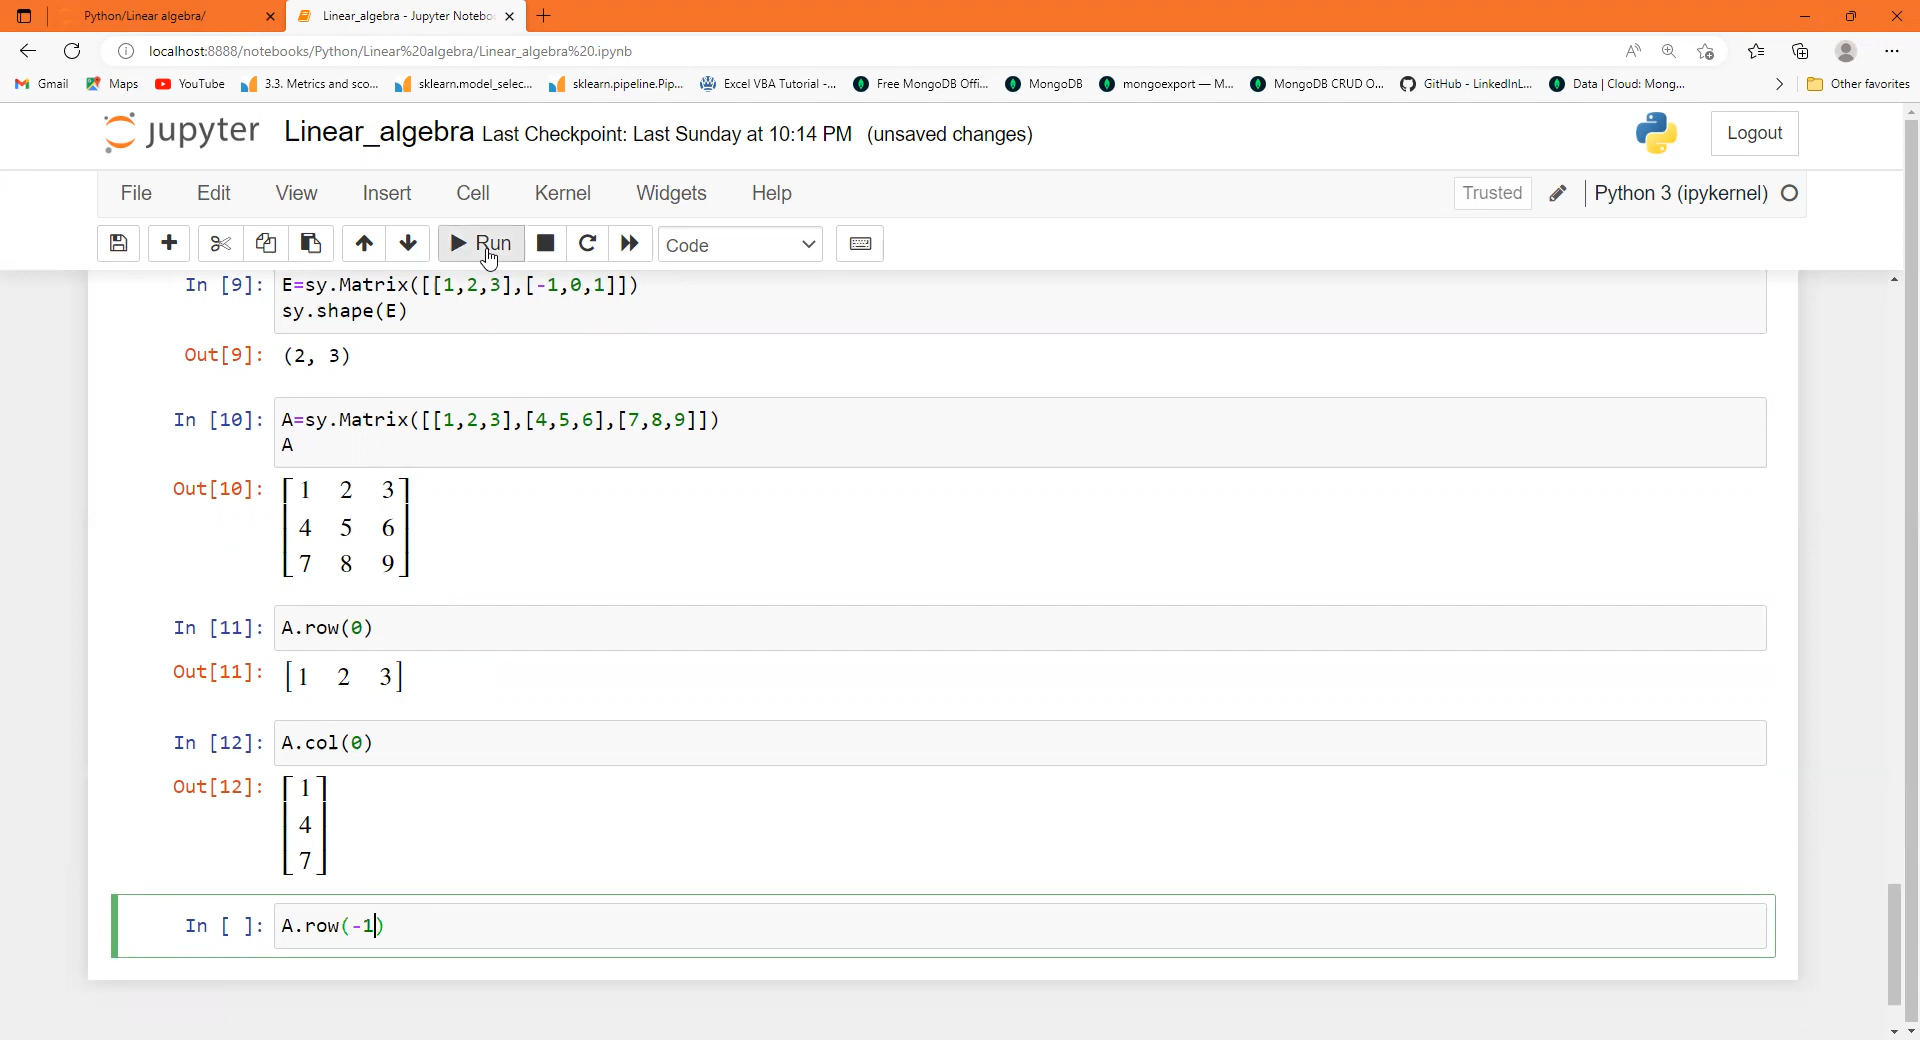 Python/Linear algebra/
Linear_algebra - Jupyter Notebo
localhost:8888/notebooks/Python/Linear%20algebra/Linear_algebra%20.ipynb
Gmail
Maps
YouTube
3.3. Metrics and sco...
sklearn.model_selec...
sklearn.pipeline.Pip...
Excel VBA Tutorial -...
Free MongoDB Offi...
MongoDB
mongoexport — M...
MongoDB CRUD O...
GitHub - LinkedInL...
Data | Cloud: Mong...
Other favorites
jupyter Linear_algebra Last Checkpoint: Last Sunday at 10:14 PM (unsaved changes)
Logout
File Edit View Insert Cell Kernel Widgets Help
Trusted
Python 3 (ipykernel)
Run
Code
In [9]: E=sy.Matrix([[1,2,3],[-1,0,1]])
sy.shape(E)
Out[9]: (2, 3)
In [10]: A=sy.Matrix([[1,2,3],[4,5,6],[7,8,9]])
A
Out[10]: [1 2 3]
4 5 6
7 8 9
In [11]: A.row(0)
Out[11]: [1 2 3]
In [12]: A.col(0)
Out[12]: [1]
4
7
In [ ]: A.row(-1)